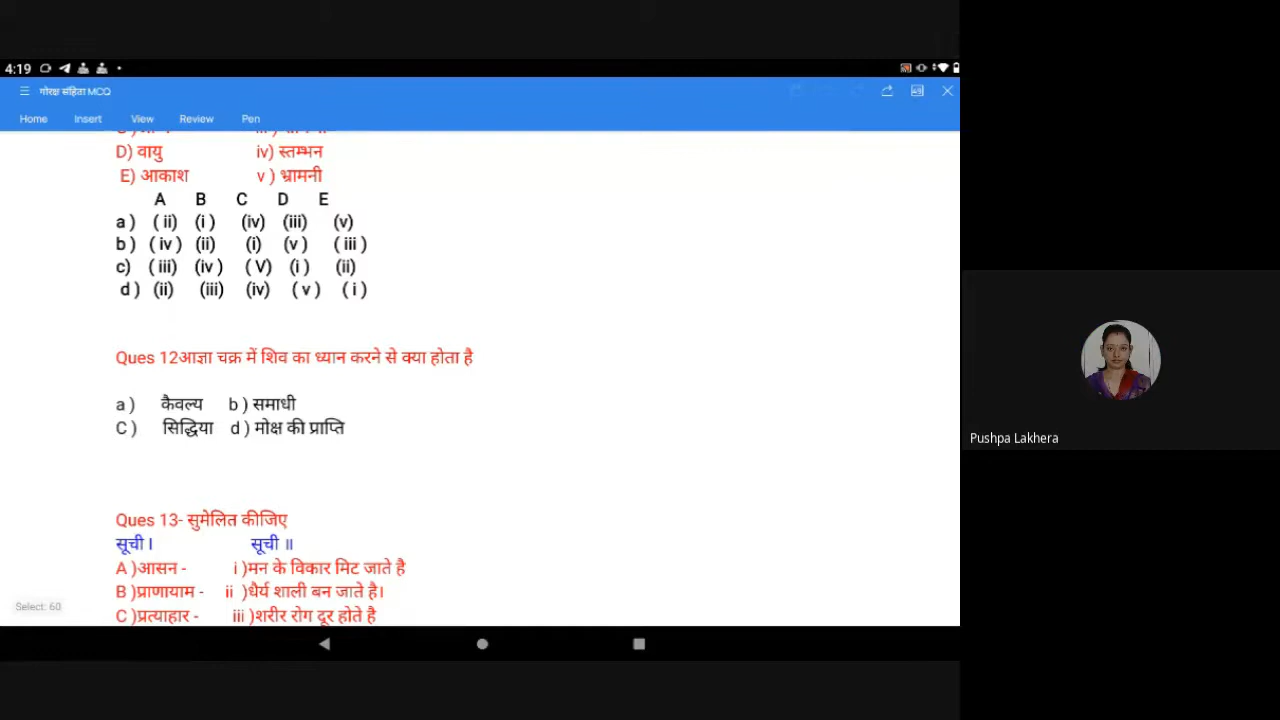 4:19
गोरक्ष संहिता MCQ
Home Insert View Review Pen
D) वायु iv) स्तम्भन
E) आकाश v ) भ्रामनी
A B C D E
a ) ( ii) (i ) (iv) (iii) (v)
b ) ( iv ) (ii) (i) (v ) ( iii )
c) ( iii) (iv ) ( V) (i ) (ii)
d ) (ii) (iii) (iv) ( v ) ( i )
Ques 12आज्ञा चक्र में शिव का ध्यान करने से क्या होता है
a ) कैवल्य b ) समाधी
C ) सिद्धिया d ) मोक्ष की प्राप्ति
Ques 13- सुमेलित कीजिए
सूची I सूची II
A )आसन - i )मन के विकार मिट जाते है
B )प्राणायाम - ii )धैर्य शाली बन जाते है।
C )प्रत्याहार - iii )शरीर रोग दूर होते है
Select: 60
Pushpa Lakhera